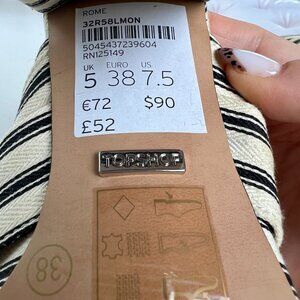 ROME
32R58LMON
5045437239604
RN125149
UK EURO US
5 38 7.5
€72 $90
£52
TOPSHOP
38